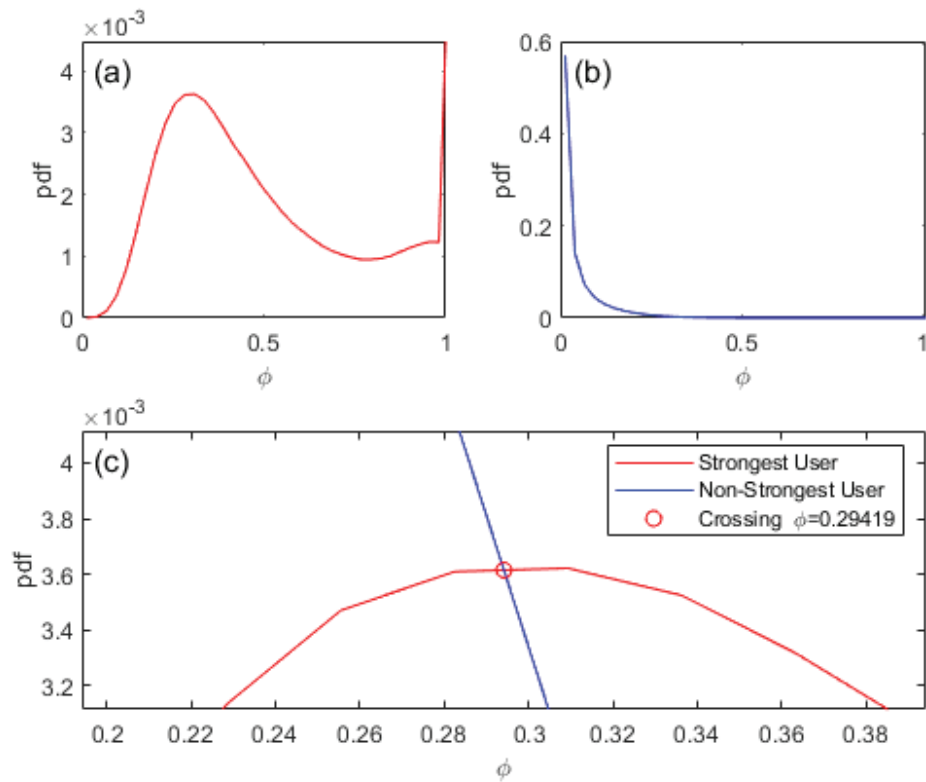 ×10⁻³
(a)
4
3
2
1
0
pdf
0
0.5
1
ϕ
(b)
0.6
0.4
0.2
0
pdf
0
0.5
1
ϕ
×10⁻³
(c)
4
3.8
3.6
3.4
3.2
pdf
Strongest User
Non-Strongest User
Crossing ϕ=0.29419
0.2
0.22
0.24
0.26
0.28
0.3
0.32
0.34
0.36
0.38
ϕ